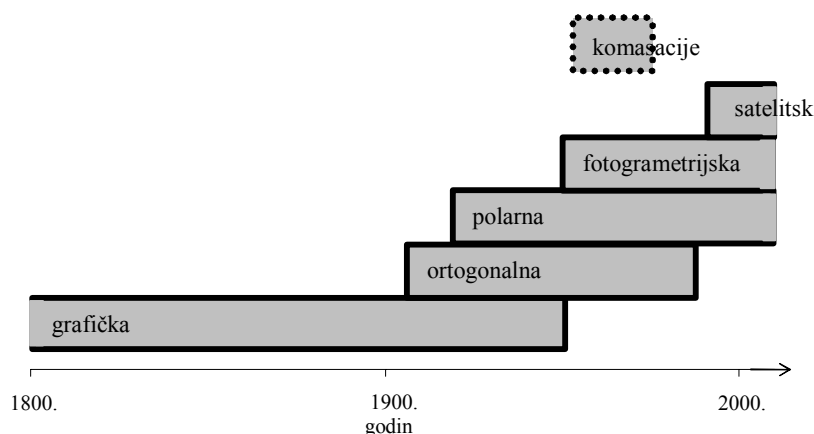 komasacije
satelitsk
fotogrametrijska
polarna
ortogonalna
grafička
1800.
1900.
2000.
godin